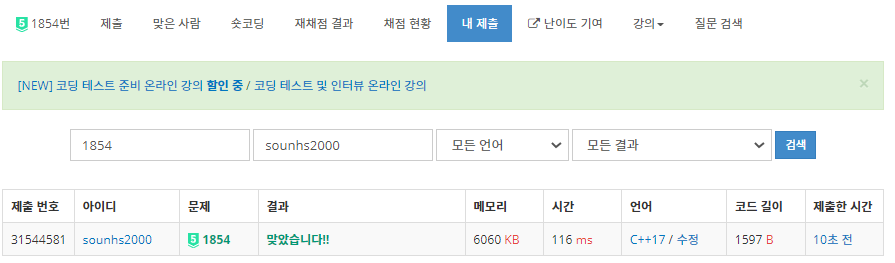 5 1854번 제출 맞은 사람 숏코딩 재채점 결과 채점 현황 내 제출 난이도 기여 강의 질문 검색
[NEW] 코딩 테스트 준비 온라인 강의 할인 중 / 코딩 테스트 및 인터뷰 온라인 강의 ×
1854 sounhs2000 모든 언어 모든 결과 검색
제출 번호 아이디 문제 결과 메모리 시간 언어 코드 길이 제출한 시간
31544581 sounhs2000 5 1854 맞았습니다!! 6060 KB 116 ms C++17 / 수정 1597 B 10초 전